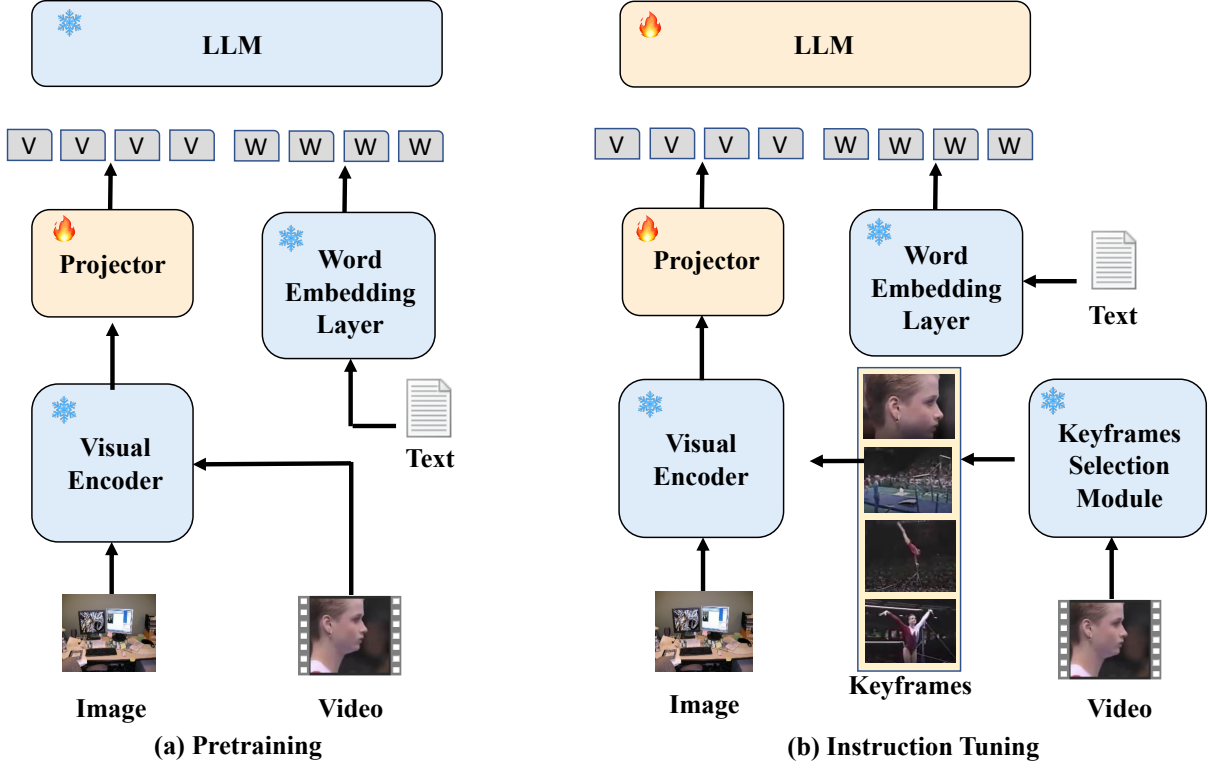 LLM
V V V V W W W W
Projector
Word
Embedding
Layer
Visual
Encoder
Text
Image
Video
(a) Pretraining
LLM
V V V V W W W W
Projector
Word
Embedding
Layer
Text
Visual
Encoder
Keyframes
Selection
Module
Image
Keyframes
Video
(b) Instruction Tuning